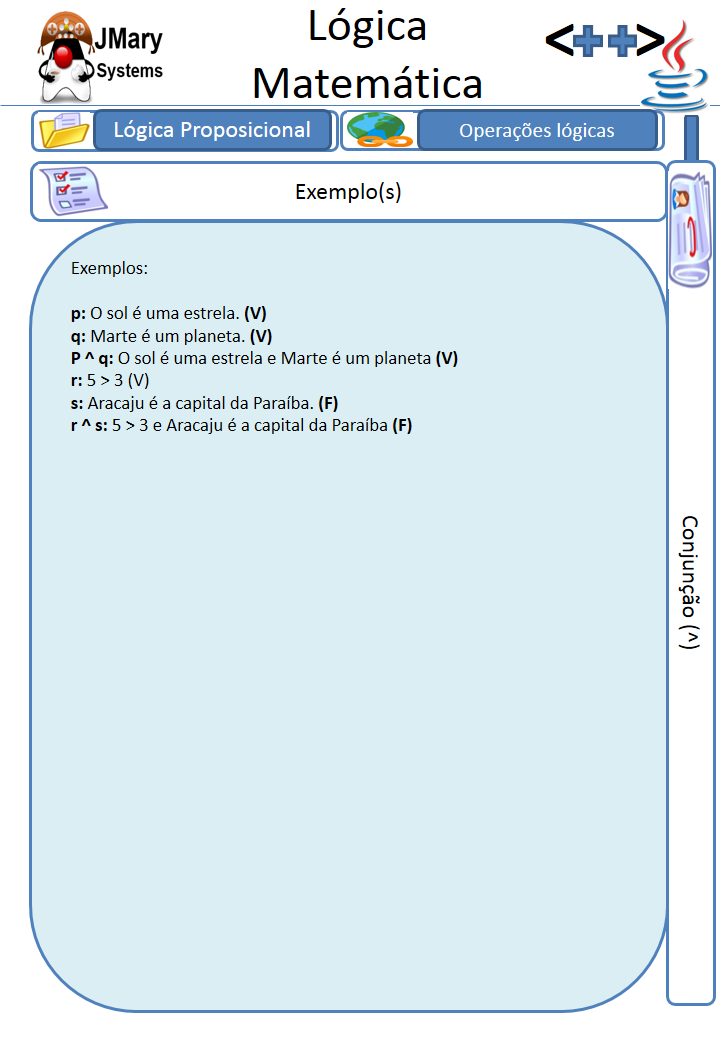 JMary
Systems
Lógica
Matemática
<++>
Lógica Proposicional
Operações lógicas
Exemplo(s)
Exemplos:
p: O sol é uma estrela. (V)
q: Marte é um planeta. (V)
P ^ q: O sol é uma estrela e Marte é um planeta (V)
r: 5 > 3 (V)
s: Aracaju é a capital da Paraíba. (F)
r ^ s: 5 > 3 e Aracaju é a capital da Paraíba (F)
Conjunção (^)